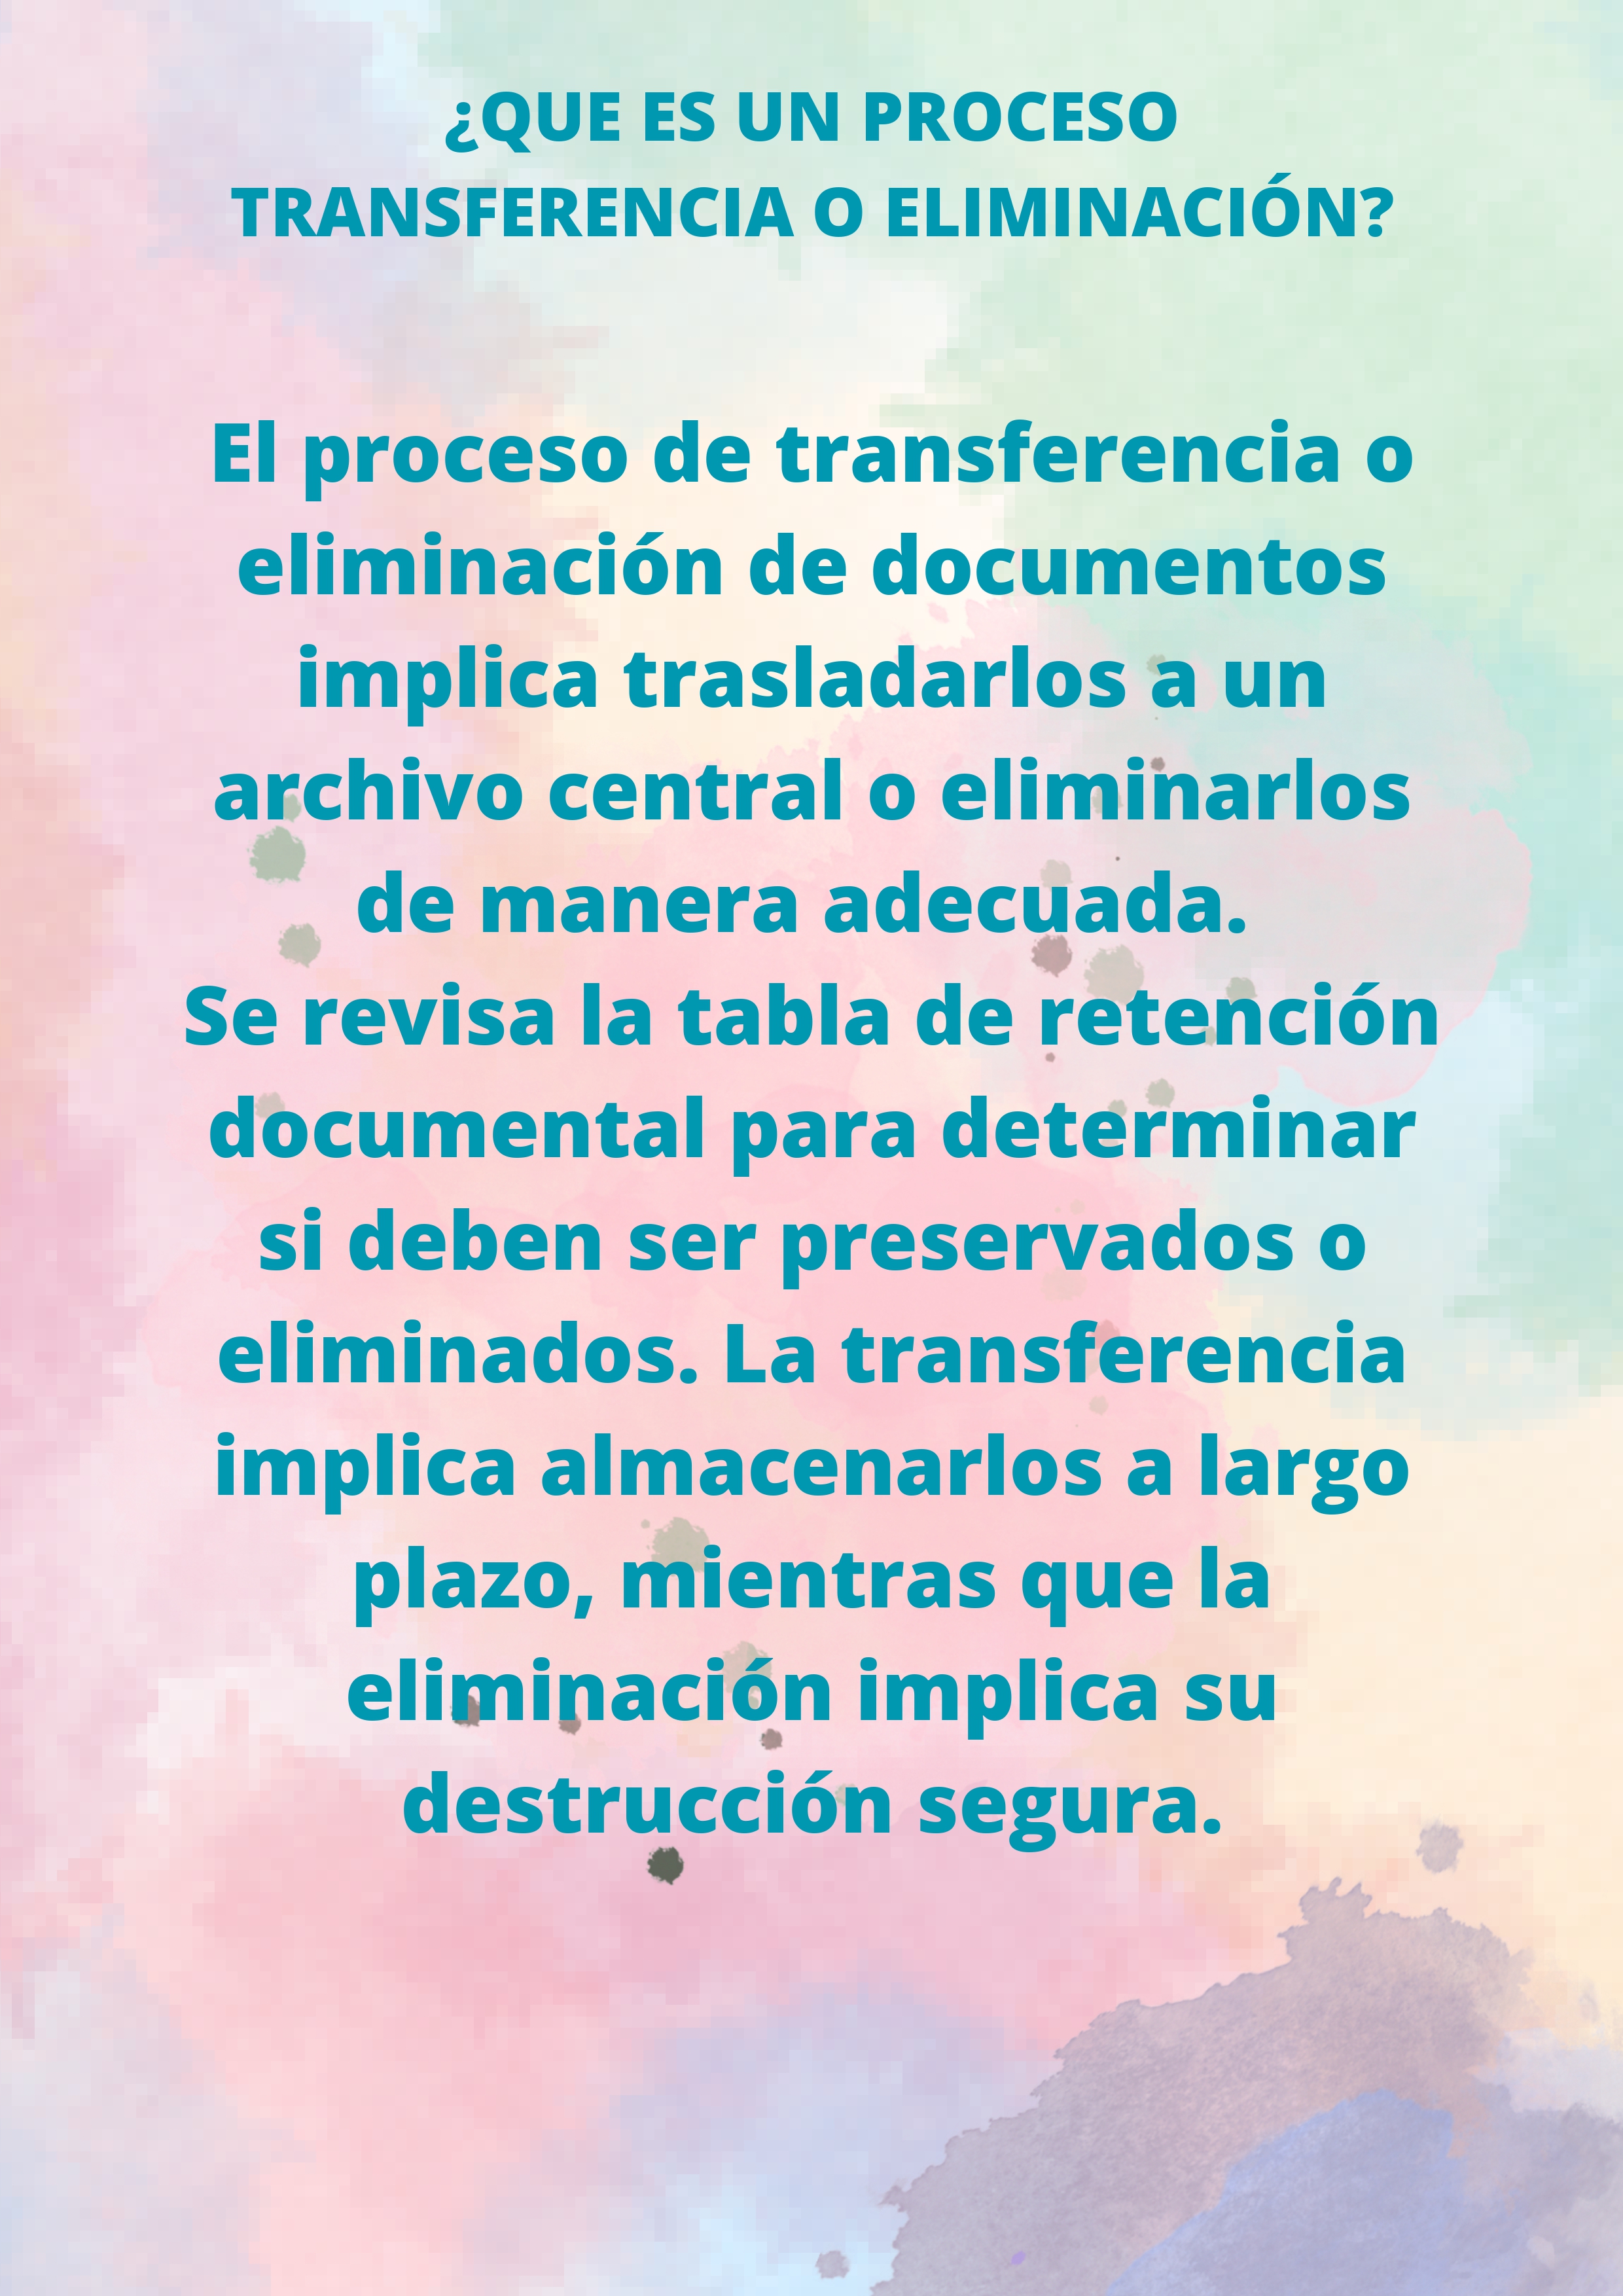 ¿QUE ES UN PROCESO
TRANSFERENCIA O ELIMINACIÓN?
El proceso de transferencia o
eliminación de documentos
implica trasladarlos a un
archivo central o eliminarlos
de manera adecuada.
Se revisa la tabla de retención
documental para determinar
si deben ser preservados o
eliminados. La transferencia
implica almacenarlos a largo
plazo, mientras que la
eliminación implica su
destrucción segura.